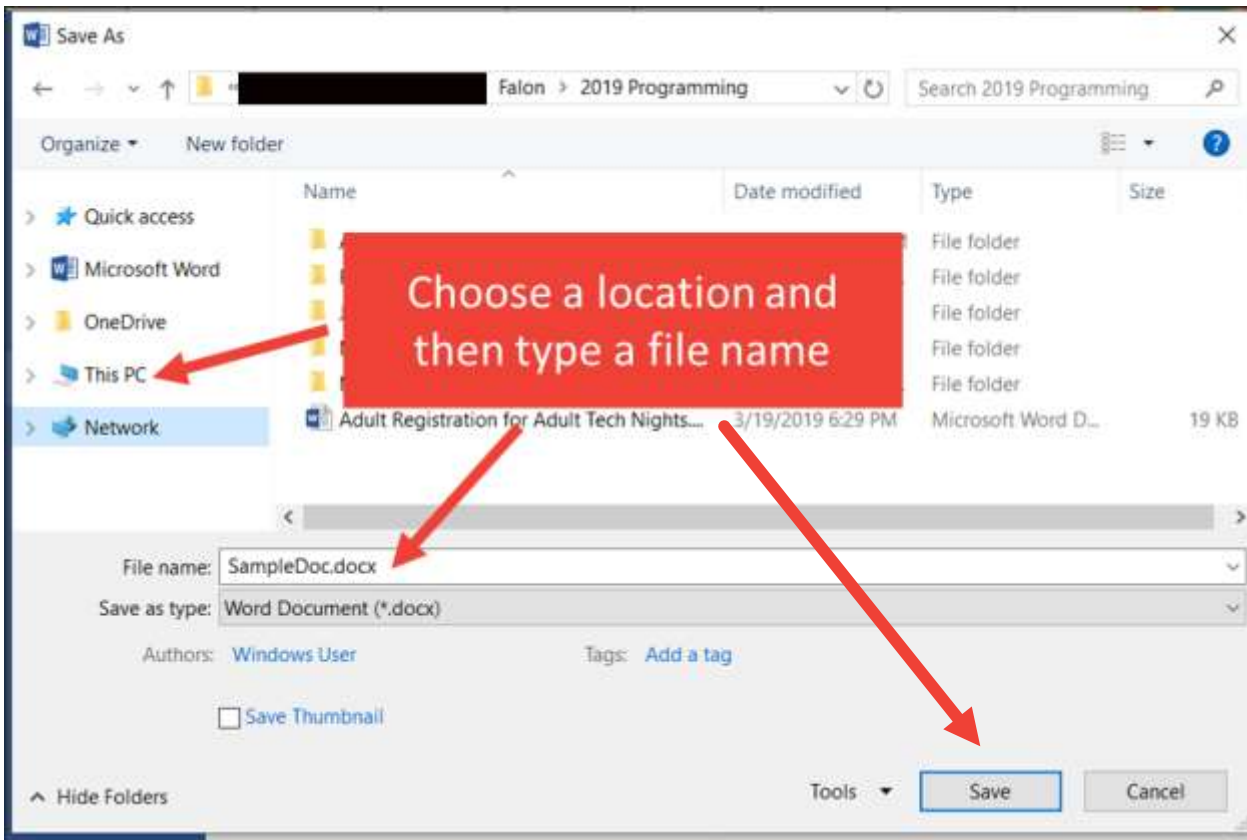 Save As
Falon > 2019 Programming
Search 2019 Programming
Organize
New folder
Name
Date modified
Type
Size
Quick access
Microsoft Word
OneDrive
This PC
Network
File folder
File folder
File folder
File folder
File folder
Adult Registration for Adult Tech Nights... 3/19/2019 6:29 PM Microsoft Word D... 19 KB
Choose a location and
then type a file name
File name: SampleDoc.docx
Save as type: Word Document (*.docx)
Authors: Windows User
Tags: Add a tag
Save Thumbnail
Hide Folders
Tools
Save
Cancel